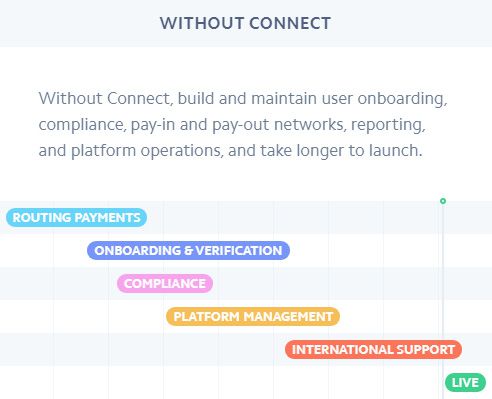 WITHOUT CONNECT
Without Connect, build and maintain user onboarding,
compliance, pay-in and pay-out networks, reporting,
and platform operations, and take longer to launch.
ROUTING PAYMENTS
ONBOARDING & VERIFICATION
COMPLIANCE
PLATFORM MANAGEMENT
INTERNATIONAL SUPPORT
LIVE